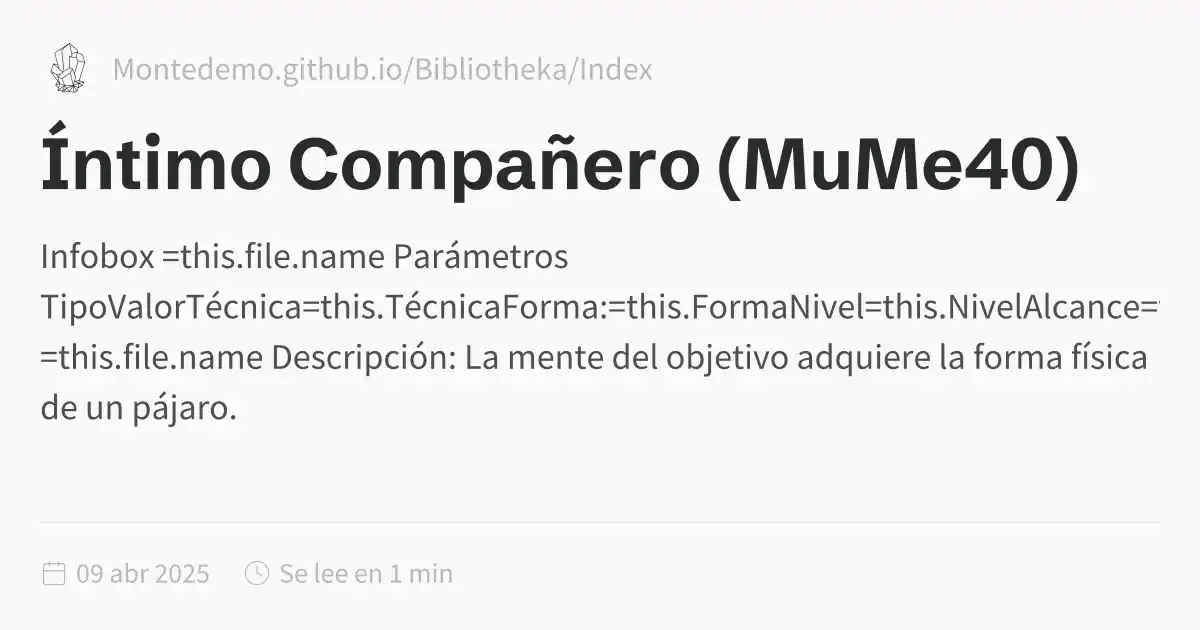 Montedemo.github.io/Bibliotheka/Index
Íntimo Compañero (MuMe40)
Infobox =this.file.name Parámetros
TipoValorTécnica=this.TécnicaForma:=this.FormaNivel=this.NivelAlcance=
=this.file.name Descripción: La mente del objetivo adquiere la forma física
de un pájaro.
09 abr 2025 Se lee en 1 min